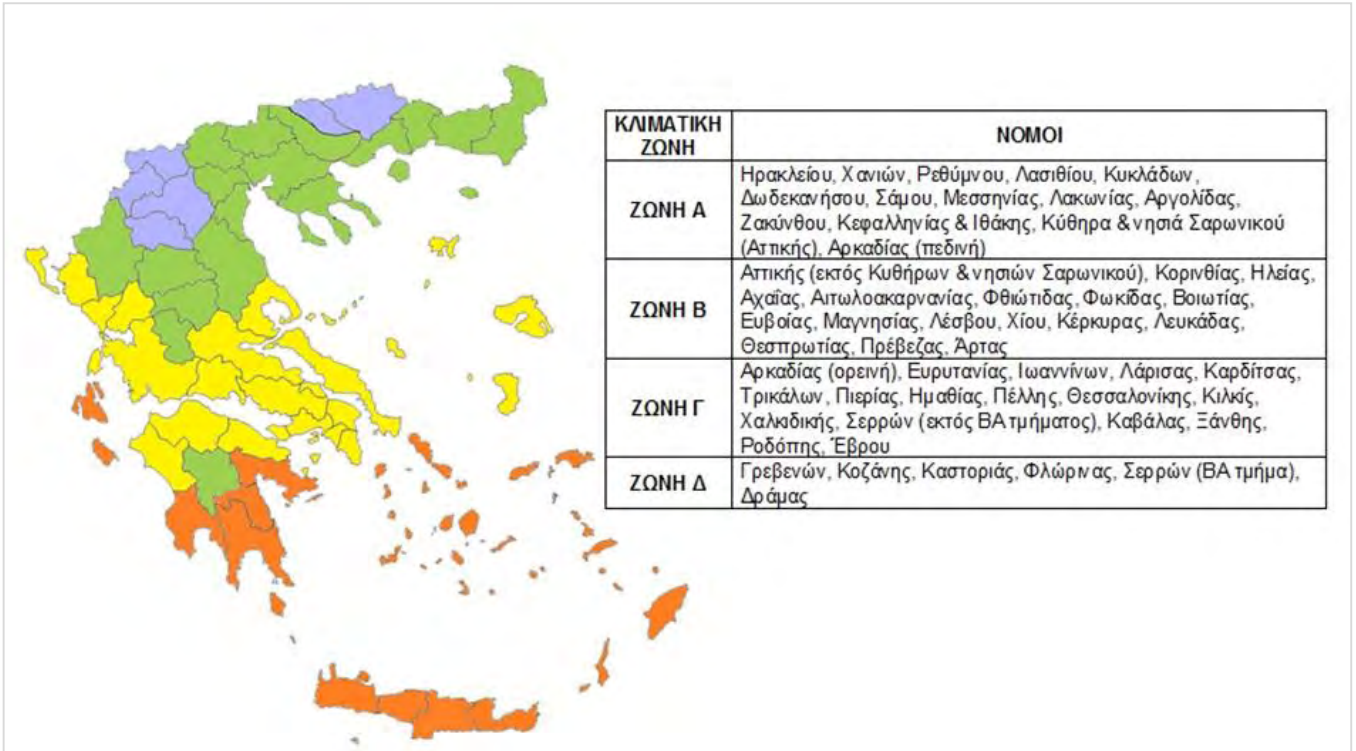 ΚΛΙΜΑΤΙΚΗ
ΖΩΝΗ
ΝΟΜΟΙ
ΖΩΝΗ Α
Ηρακλείου, Χανιών, Ρεθύμνου, Λασιθίου, Κυκλάδων,
Δωδεκανήσου, Σάμου, Μεσσηνίας, Λακωνίας, Αργολίδας,
Ζακύνθου, Κεφαλληνίας & Ιθάκης, Κύθηρα & νησιά Σαρωνικού
(Αττικής), Αρκαδίας (πεδινή)
ΖΩΝΗ Β
Αττικής (εκτός Κυθήρων & νησιών Σαρωνικού), Κορινθίας, Ηλείας,
Αχαΐας, Αιτωλοακαρνανίας, Φθιώτιδας, Φωκίδας, Βοιωτίας,
Ευβοίας, Μαγνησίας, Λέσβου, Χίου, Κέρκυρας, Λευκάδας,
Θεσπρωτίας, Πρέβεζας, Άρτας
ΖΩΝΗ Γ
Αρκαδίας (ορεινή), Ευρυτανίας, Ιωαννίνων, Λάρισας, Καρδίτσας,
Τρικάλων, Πιερίας, Ημαθίας, Πέλλης, Θεσσαλονίκης, Κιλκίς,
Χαλκιδικής, Σερρών (εκτός ΒΑ τμήματος), Καβάλας, Ξάνθης,
Ροδόπης, Έβρου
ΖΩΝΗ Δ
Γρεβενών, Κοζάνης, Καστοριάς, Φλώρινας, Σερρών (ΒΑ τμήμα),
Δράμας